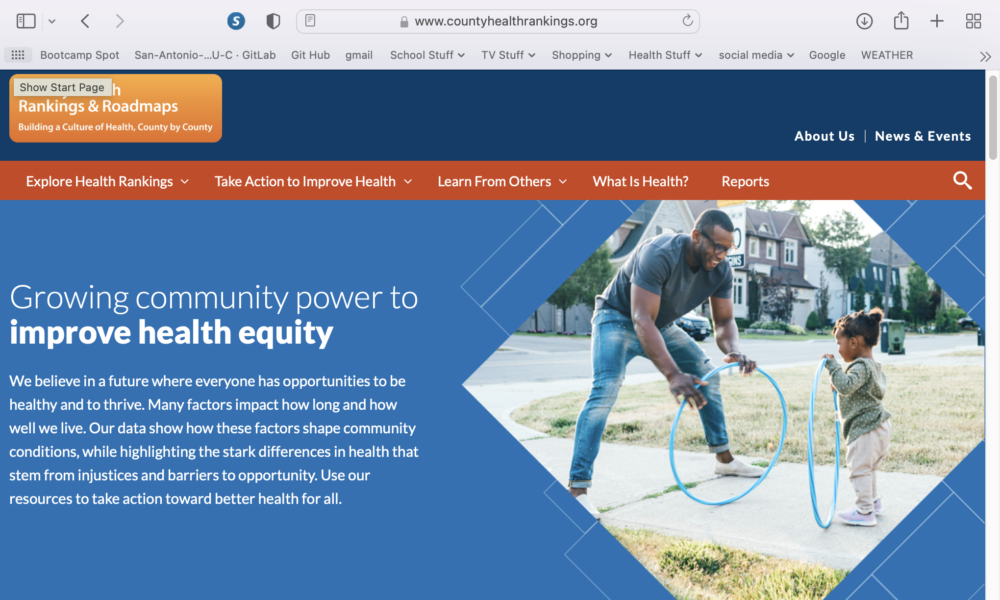 www.countyhealthrankings.org
Bootcamp Spot San-Antonio-...U-C · GitLab Git Hub gmail School Stuff TV Stuff Shopping Health Stuff social media Google WEATHER
Show Start Page
Rankings & Roadmaps
Building a Culture of Health, County by County
About Us | News & Events
Explore Health Rankings Take Action to Improve Health Learn From Others What Is Health? Reports
Growing community power to
improve health equity
We believe in a future where everyone has opportunities to be
healthy and to thrive. Many factors impact how long and how
well we live. Our data show how these factors shape community
conditions, while highlighting the stark differences in health that
stem from injustices and barriers to opportunity. Use our
resources to take action toward better health for all.